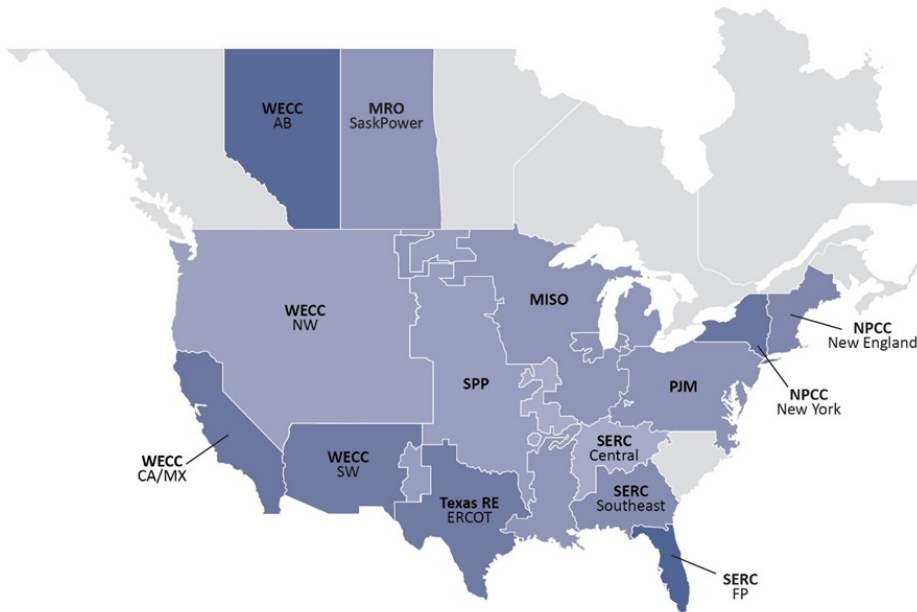 WECC
AB
MRO
SaskPower
WECC
NW
MISO
NPCC
New England
SPP
PJM
NPCC
New York
WECC
CA/MX
WECC
SW
SERC
Central
Texas RE
ERCOT
SERC
Southeast
SERC
FP